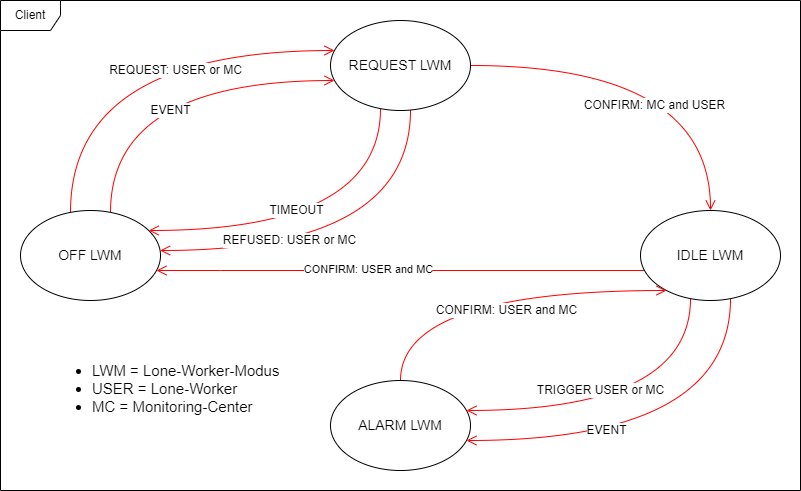 Client
REQUEST LWM
REQUEST: USER or MC
EVENT
CONFIRM: MC and USER
TIMEOUT
REFUSED: USER or MC
OFF LWM
IDLE LWM
CONFIRM: USER and MC
CONFIRM: USER and MC
LWM = Lone-Worker-Modus
USER = Lone-Worker
MC = Monitoring-Center
TRIGGER USER or MC
ALARM LWM
EVENT